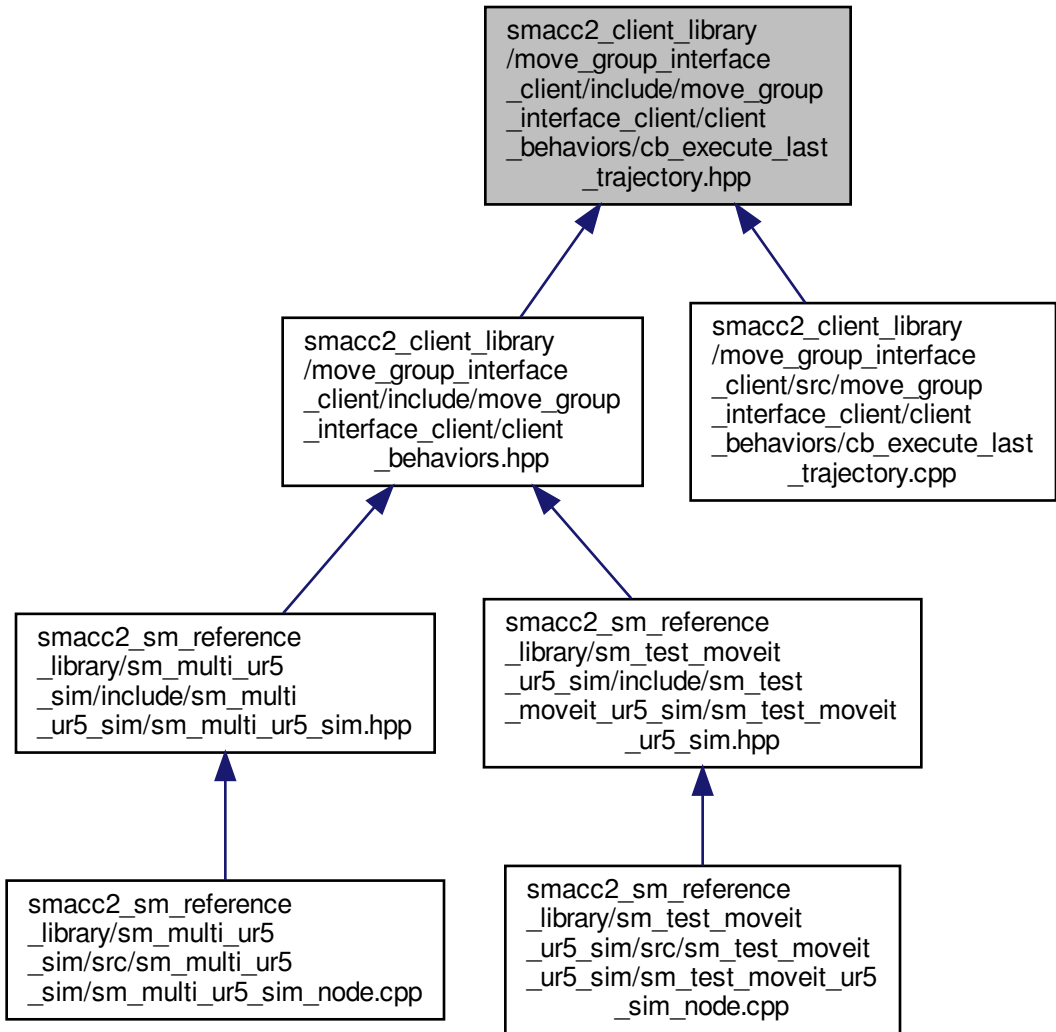 smacc2_client_library
/move_group_interface
_client/include/move_group
_interface_client/client
_behaviors/cb_execute_last
_trajectory.hpp
smacc2_client_library
/move_group_interface
_client/include/move_group
_interface_client/client
_behaviors.hpp
smacc2_client_library
/move_group_interface
_client/src/move_group
_interface_client/client
_behaviors/cb_execute_last
_trajectory.cpp
smacc2_sm_reference
_library/sm_multi_ur5
_sim/include/sm_multi
_ur5_sim/sm_multi_ur5_sim.hpp
smacc2_sm_reference
_library/sm_test_moveit
_ur5_sim/include/sm_test
_moveit_ur5_sim/sm_test_moveit
_ur5_sim.hpp
smacc2_sm_reference
_library/sm_multi_ur5
_sim/src/sm_multi_ur5
_sim/sm_multi_ur5_sim_node.cpp
smacc2_sm_reference
_library/sm_test_moveit
_ur5_sim/src/sm_test_moveit
_ur5_sim/sm_test_moveit_ur5
_sim_node.cpp